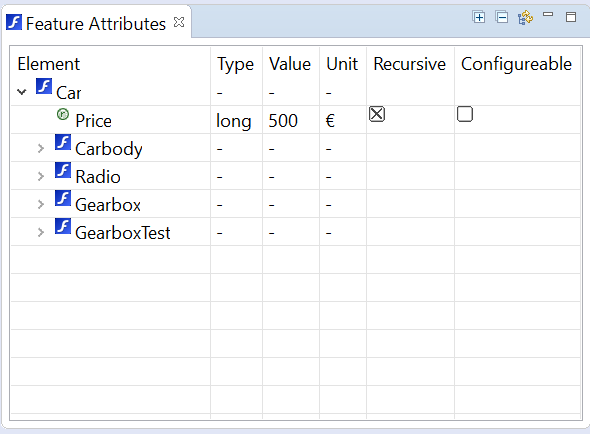 Feature Attributes
Element Type Value Unit Recursive Configureable
Car - - -
Price long 500 €
Carbody - - -
Radio - - -
Gearbox - - -
GearboxTest - - -